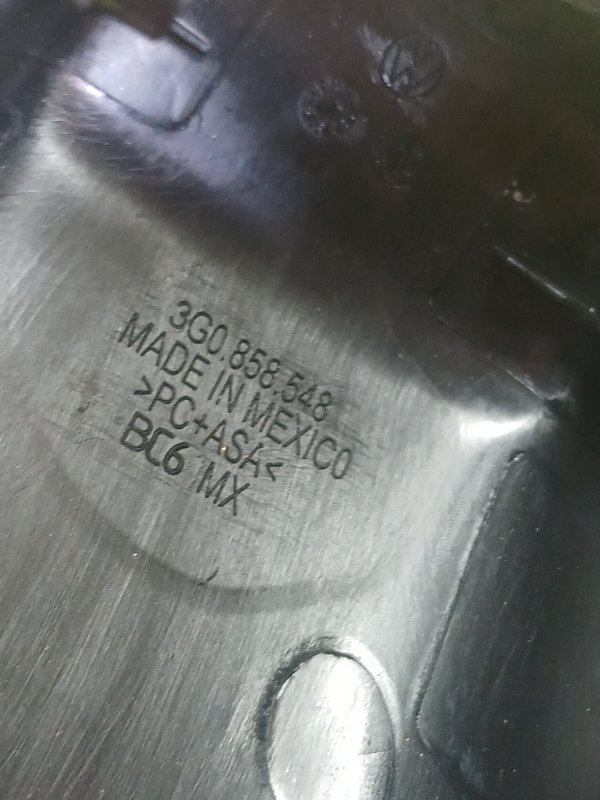 3G0.858.548
MADE IN MEXICO
>PC+ASA<
BC6 MX